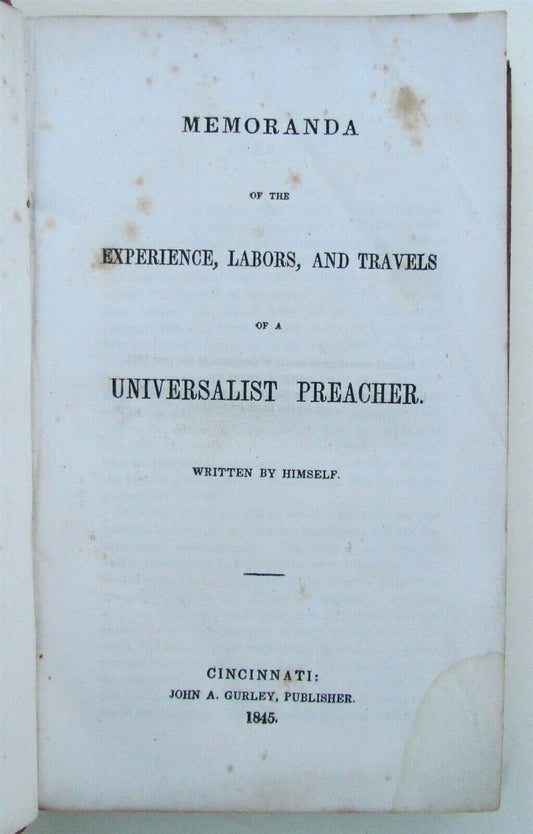 MEMORANDA
OF THE
EXPERIENCE, LABORS, AND TRAVELS
OF A
UNIVERSALIST PREACHER.
WRITTEN BY HIMSELF.
CINCINNATI:
JOHN A. GURLEY, PUBLISHER.
1845.